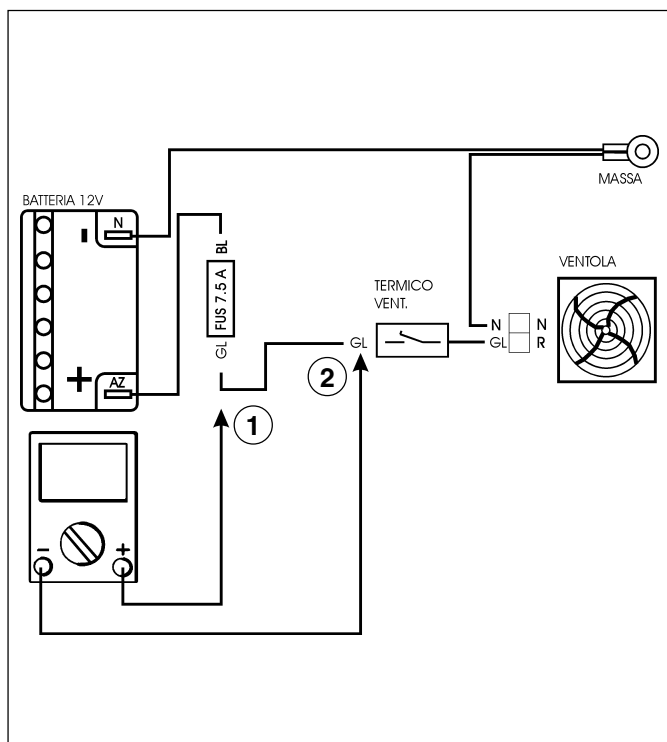 MASSA
BATTERIA 12V
N
-
BL
FUS 7.5 A
GL
VENTOLA
TERMICO
VENT.
N
N
GL
GL
R
+
AZ
2
1
-
+